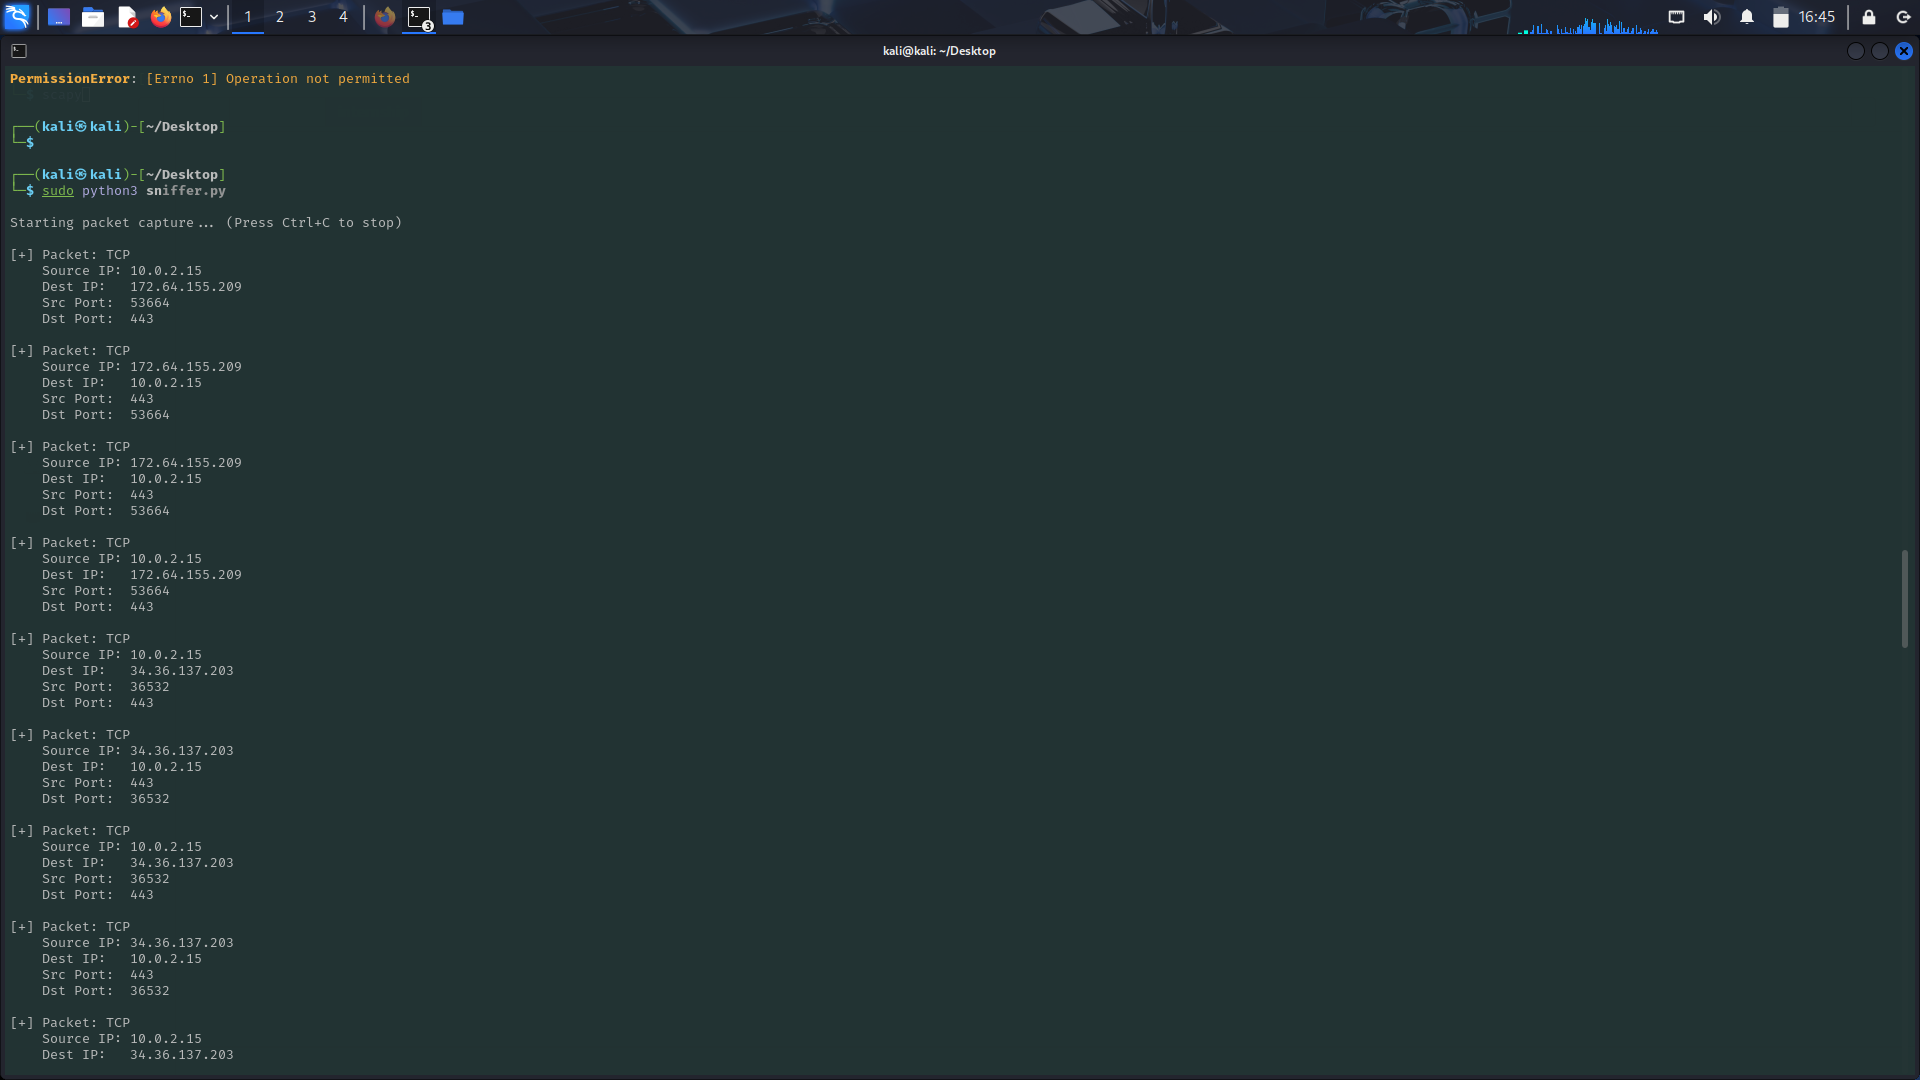 1 2 3 4 3 16:45
kali@kali: ~/Desktop
PermissionError: [Errno 1] Operation not permitted
┌──(kali㉿kali)-[~/Desktop]
└─$
┌──(kali㉿kali)-[~/Desktop]
└─$ sudo python3 sniffer.py
Starting packet capture... (Press Ctrl+C to stop)
[+] Packet: TCP
Source IP: 10.0.2.15
Dest IP: 172.64.155.209
Src Port: 53664
Dst Port: 443
[+] Packet: TCP
Source IP: 172.64.155.209
Dest IP: 10.0.2.15
Src Port: 443
Dst Port: 53664
[+] Packet: TCP
Source IP: 172.64.155.209
Dest IP: 10.0.2.15
Src Port: 443
Dst Port: 53664
[+] Packet: TCP
Source IP: 10.0.2.15
Dest IP: 172.64.155.209
Src Port: 53664
Dst Port: 443
[+] Packet: TCP
Source IP: 10.0.2.15
Dest IP: 34.36.137.203
Src Port: 36532
Dst Port: 443
[+] Packet: TCP
Source IP: 34.36.137.203
Dest IP: 10.0.2.15
Src Port: 443
Dst Port: 36532
[+] Packet: TCP
Source IP: 10.0.2.15
Dest IP: 34.36.137.203
Src Port: 36532
Dst Port: 443
[+] Packet: TCP
Source IP: 34.36.137.203
Dest IP: 10.0.2.15
Src Port: 443
Dst Port: 36532
[+] Packet: TCP
Source IP: 10.0.2.15
Dest IP: 34.36.137.203